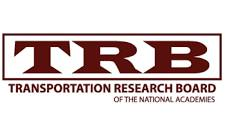 TRB
TRANSPORTATION RESEARCH BOARD
OF THE NATIONAL ACADEMIES